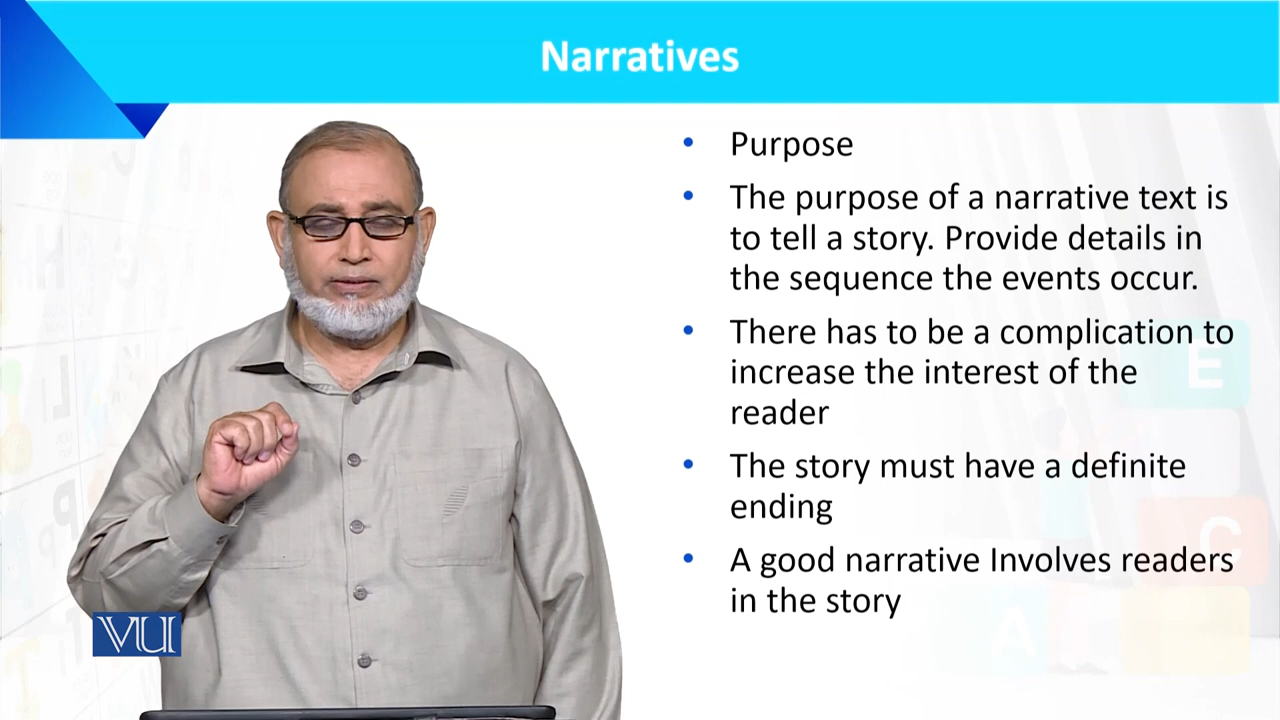 Narratives
• Purpose
• The purpose of a narrative text is
to tell a story. Provide details in
the sequence the events occur.
• There has to be a complication to
increase the interest of the
reader
• The story must have a definite
ending
• A good narrative Involves readers
in the story
VU
E
C
A